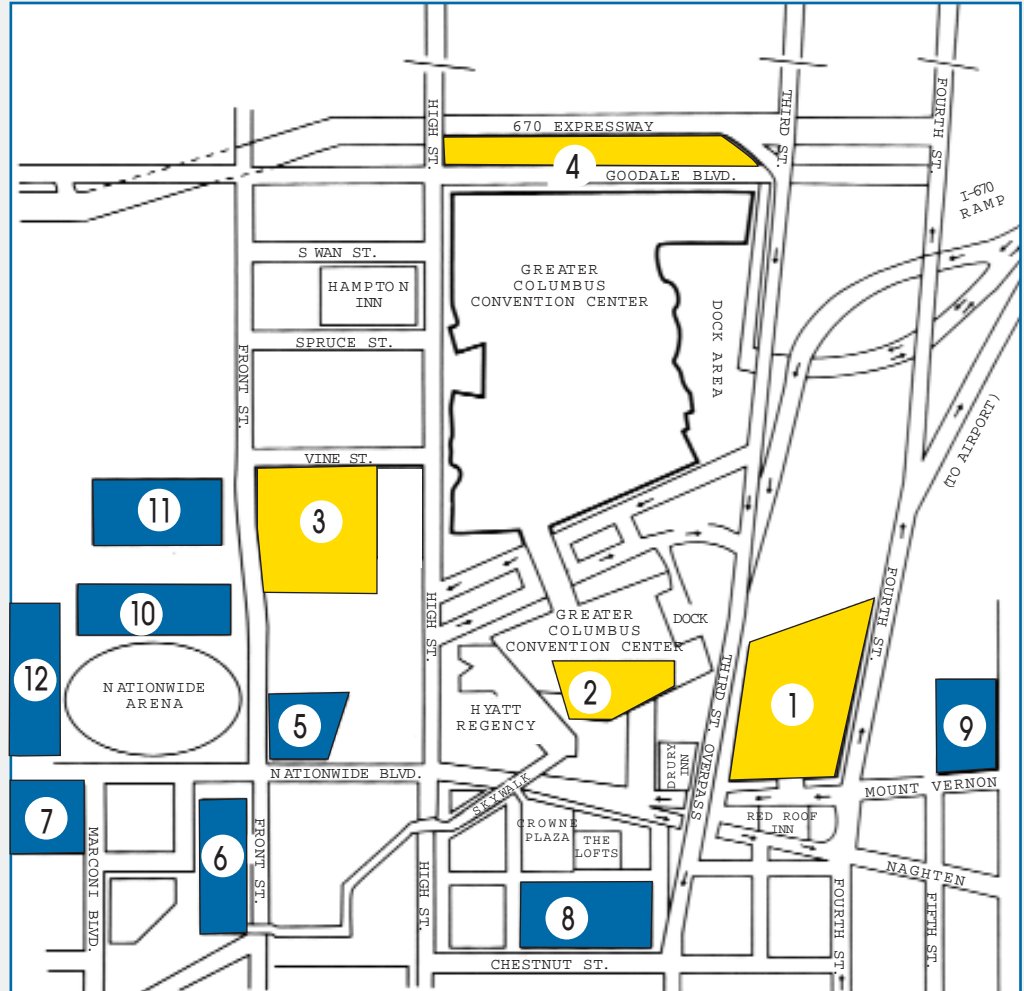 HIGH ST.
THIRD ST.
FOURTH ST.
670 EXPRESSWAY
4
GOODALE BLVD.
I-670
RAMP
SWAN ST.
HAMPTON
INN
GREATER
COLUMBUS
CONVENTION CENTER
DOCK AREA
SPRUCE ST.
FRONT ST.
(TO AIRPORT)
VINE ST.
11
3
10
HIGH ST.
GREATER
COLUMBUS
CONVENTION CENTER
DOCK
FOURTH ST.
12
NATIONWIDE
ARENA
5
HYATT
REGENCY
2
THIRD ST. OVERPASS
1
9
DRURY
INN
NATIONWIDE BLVD.
SKYWALK
MOUNT VERNON
7
MARCONI BLVD.
6
FRONT ST.
CROWNE
PLAZA
THE
LOFTS
RED ROOF
INN
HIGH ST.
8
NAGHTEN
FOURTH ST.
FIFTH ST.
CHESTNUT ST.